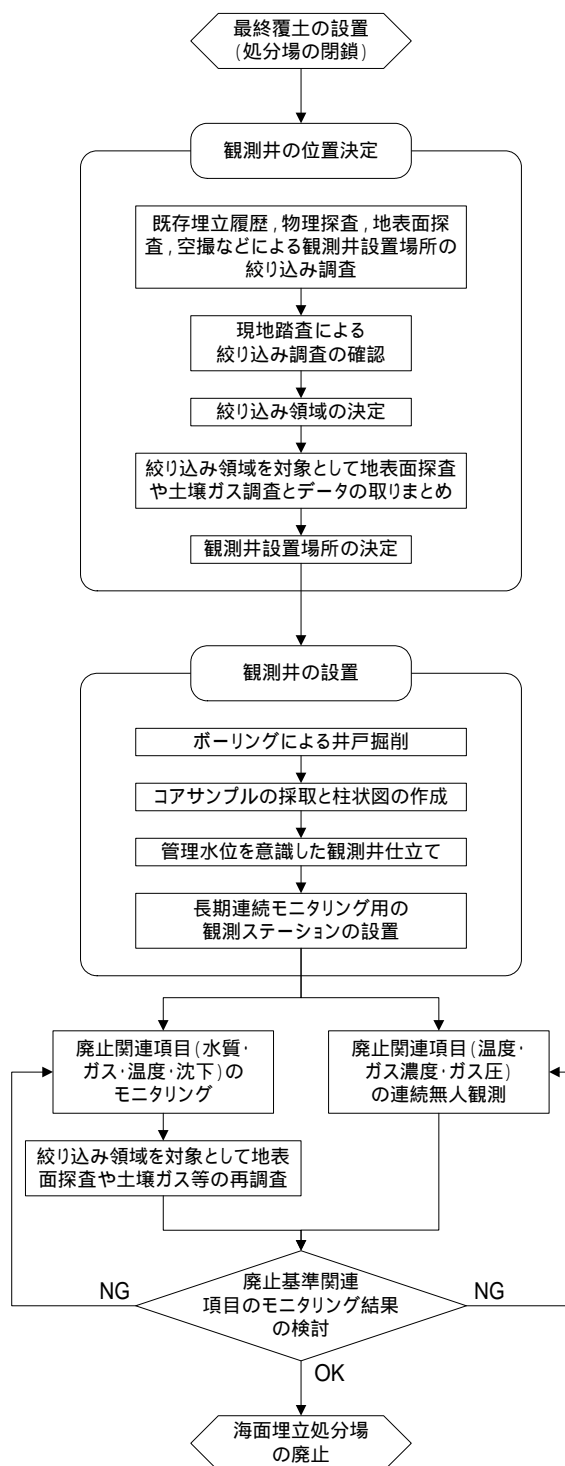 最終覆土の設置
(処分場の閉鎖)
観測井の位置決定
既存埋立履歴,物理探査,地表面探
査,空撮などによる観測井設置場所の
絞り込み調査
現地踏査による
絞り込み調査の確認
絞り込み領域の決定
絞り込み領域を対象として地表面探査
や土壌ガス調査とデータの取りまとめ
観測井設置場所の決定
観測井の設置
ボーリングによる井戸掘削
コアサンプルの採取と柱状図の作成
管理水位を意識した観測井仕立て
長期連続モニタリング用の
観測ステーションの設置
廃止関連項目(水質・
ガス・温度・沈下)の
モニタリング
廃止関連項目(温度・
ガス濃度・ガス圧)
の連続無人観測
絞り込み領域を対象として地表
面探査や土壌ガス等の再調査
廃止基準関連
項目のモニタリング結果
の検討
NG
NG
OK
海面埋立処分場
の廃止